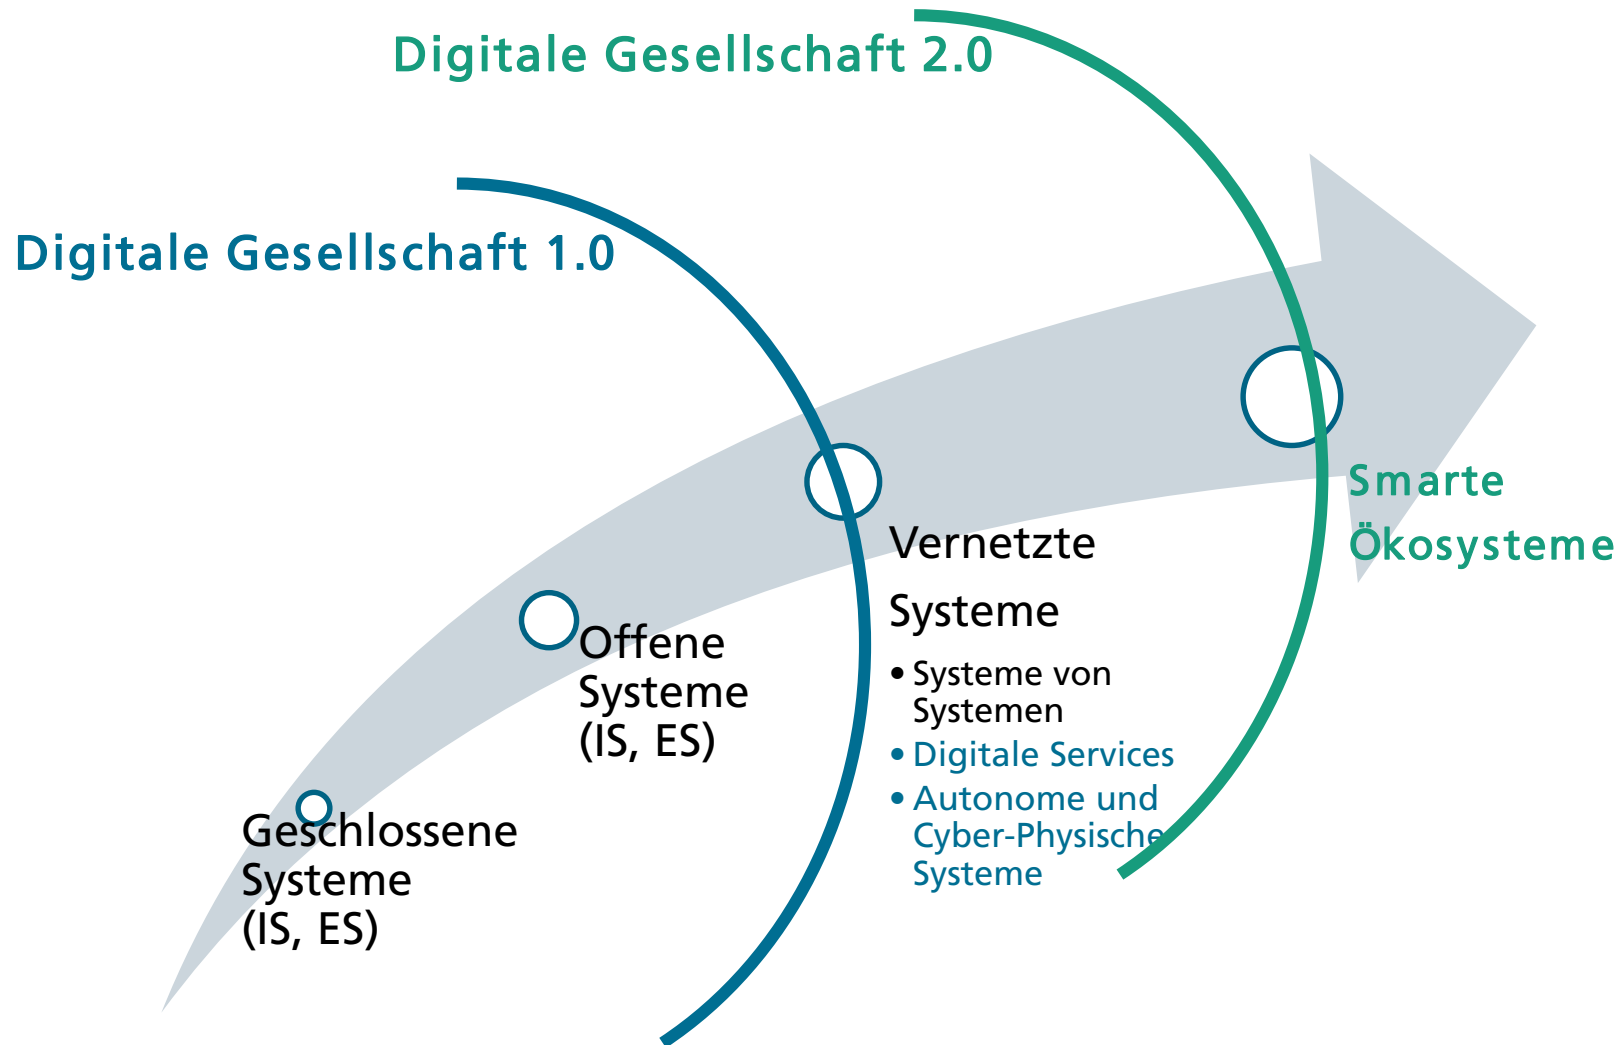 Digitale Gesellschaft 2.0
Digitale Gesellschaft 1.0
Smarte
Ökosysteme
Vernetzte
Systeme
• Systeme von
Systemen
• Digitale Services
• Autonome und
Cyber-Physische
Systeme
Offene
Systeme
(IS, ES)
Geschlossene
Systeme
(IS, ES)